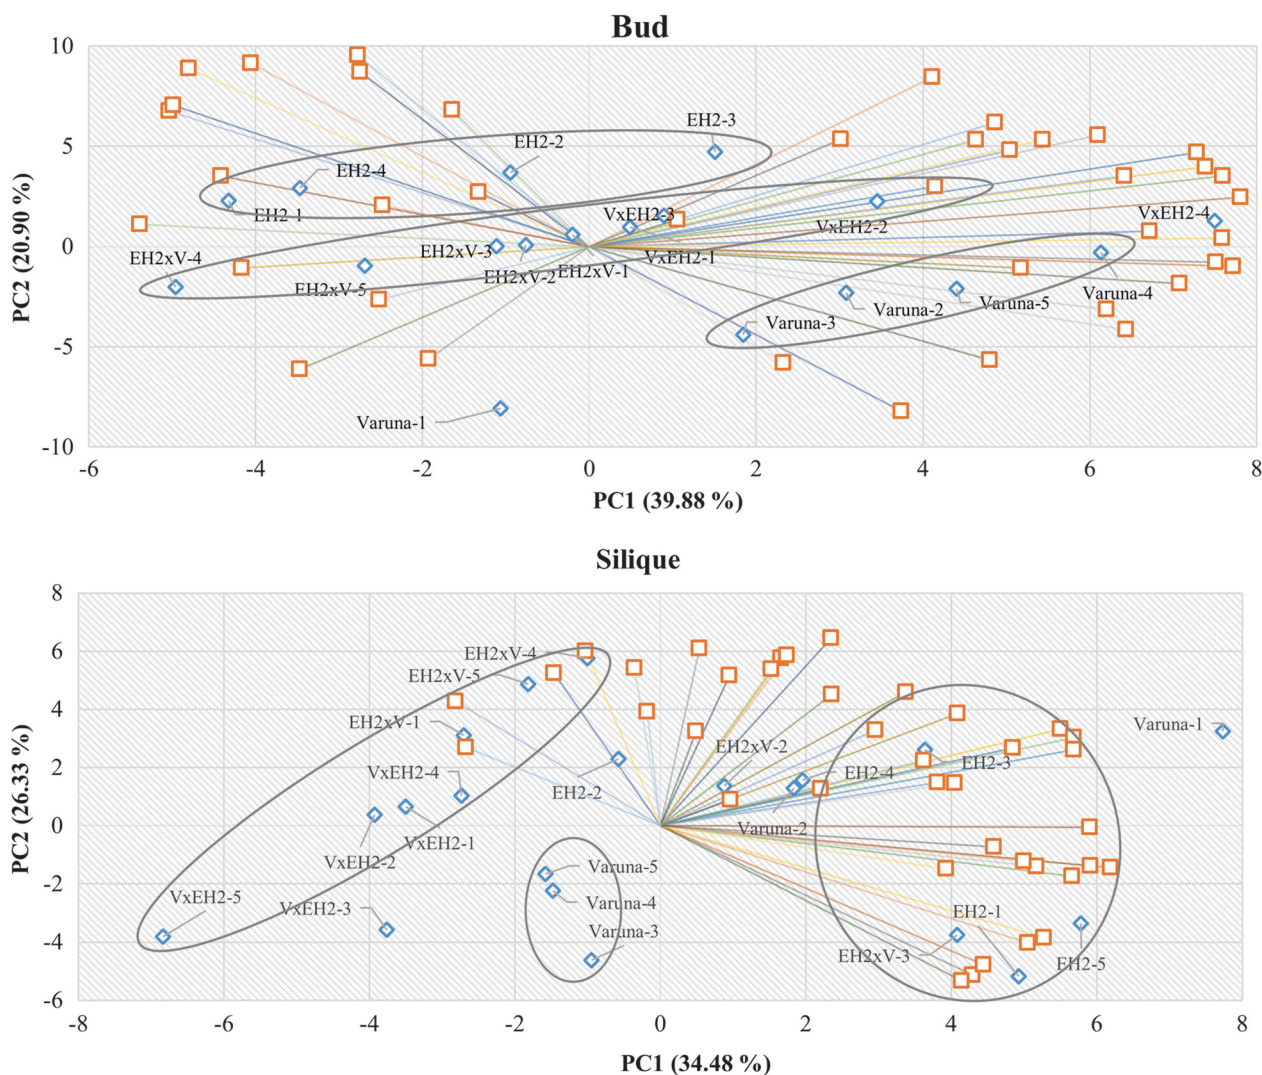 Bud
10
5
0
-5
-10
PC2 (20.90 %)
EH2-3
EH2-2
EH2-4
EH2-1
VxEH2-3
VxEH2-4
VxEH2-2
EH2xV-3
EH2xV-4
VxEH2-1
EH2xV-2
EH2xV-1
EH2xV-5
Varuna-4
Varuna-5
Varuna-2
Varuna-3
Varuna-1
-6
-4
-2
0
2
4
6
8
PC1 (39.88 %)
Silique
8
6
4
2
0
-2
-4
-6
PC2 (26.33 %)
EH2xV-4
EH2xV-5
EH2xV-1
Varuna-1
EH2xV-2
EH2-3
VxEH2-4
EH2-4
EH2-2
Varuna-2
VxEH2-1
VxEH2-2
Varuna-5
VxEH2-5
Varuna-4
VxEH2-3
EH2-1
Varuna-3
EH2xV-3
EH2-5
-8
-6
-4
-2
0
2
4
6
8
PC1 (34.48 %)